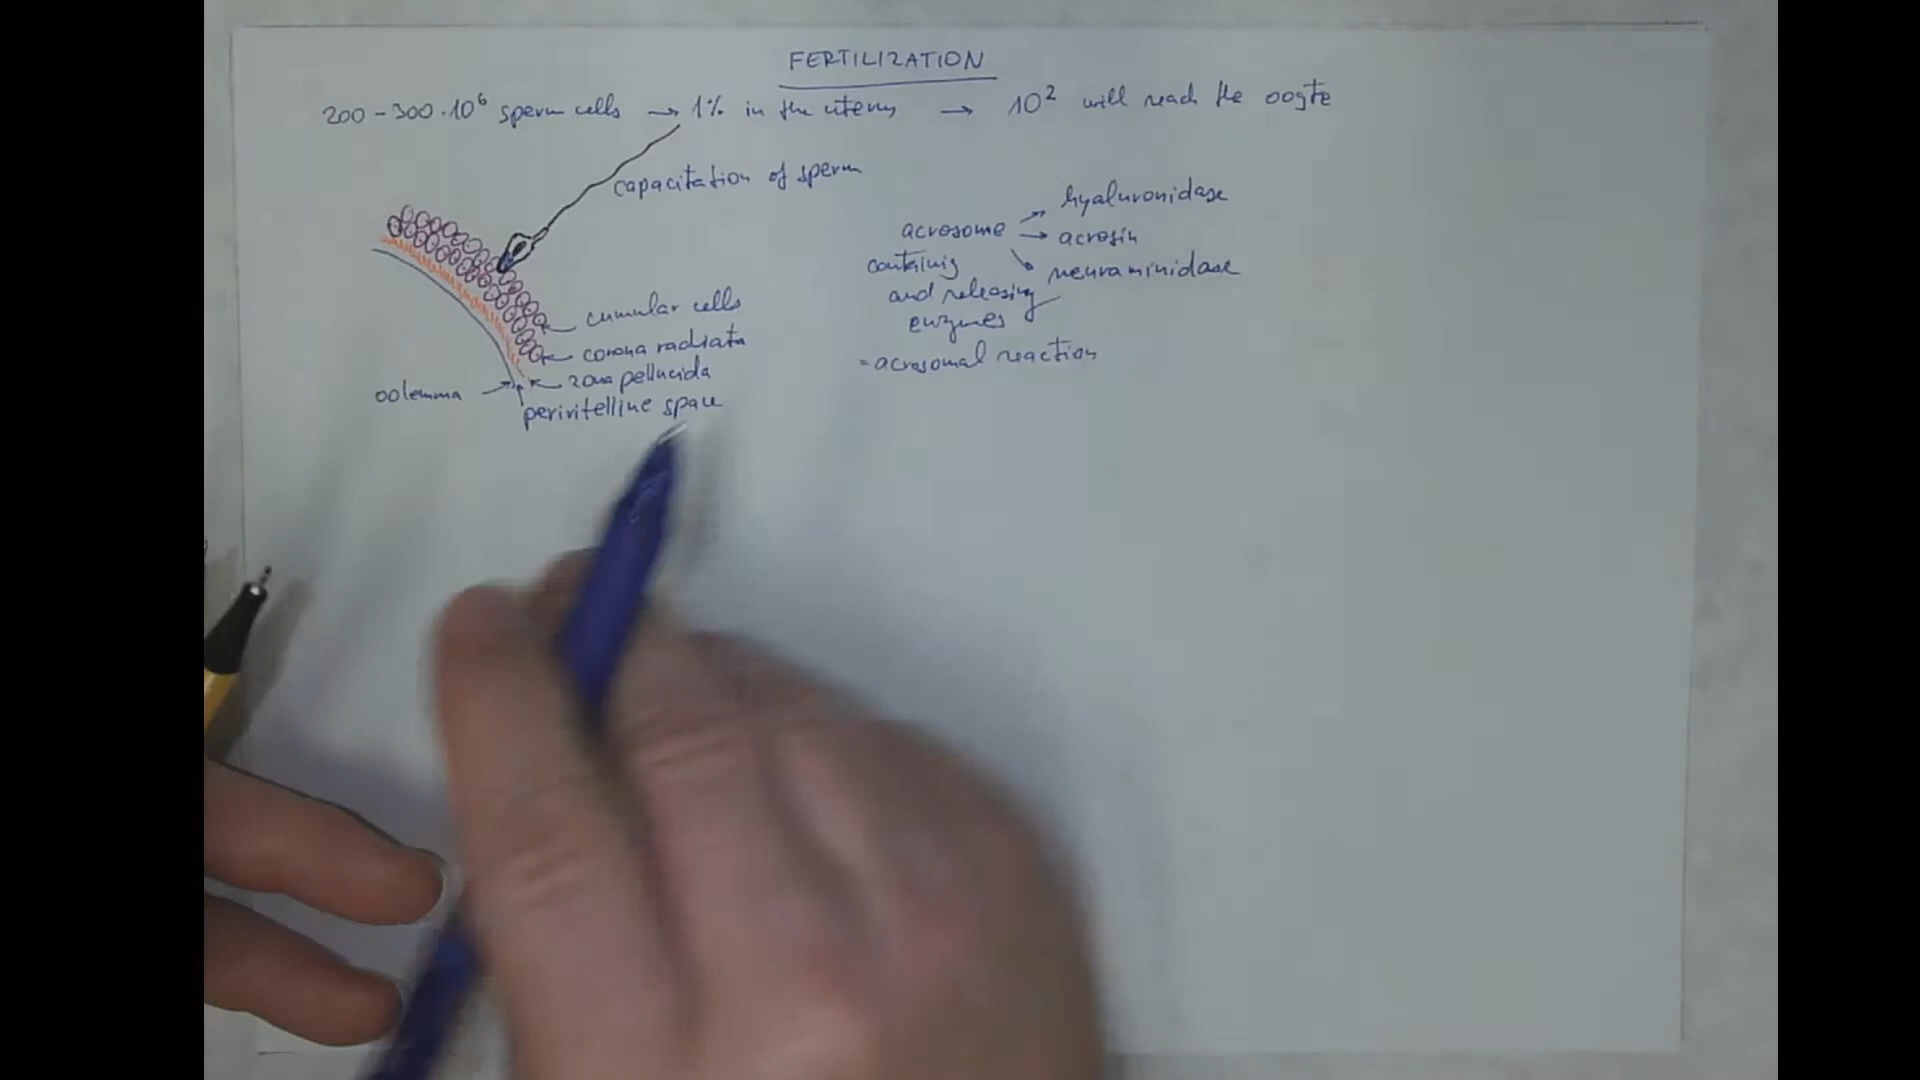 FERTILIZATION
200-300.10⁶ sperm cells → 1% in the uterus → 10² will reach the oocyte
capacitation of sperm
hyaluronidase
acrosome
acrosin
containig
neuraminidase
and releasing
enzymes
= acrosomal reaction
cumular cells
corona radiata
zona pellucida
oolemma
perivitelline space